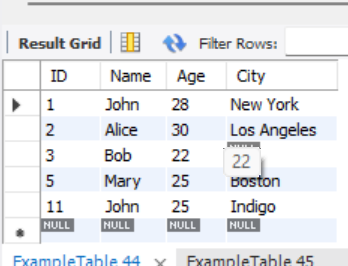 Result Grid Filter Rows:
ID Name Age City
1 John 28 New York
2 Alice 30 Los Angeles
3 Bob 22 NULL
22
5 Mary 25 Boston
11 John 25 Indigo
NULL NULL NULL NULL
ExampleTable 44 × ExampleTable 45